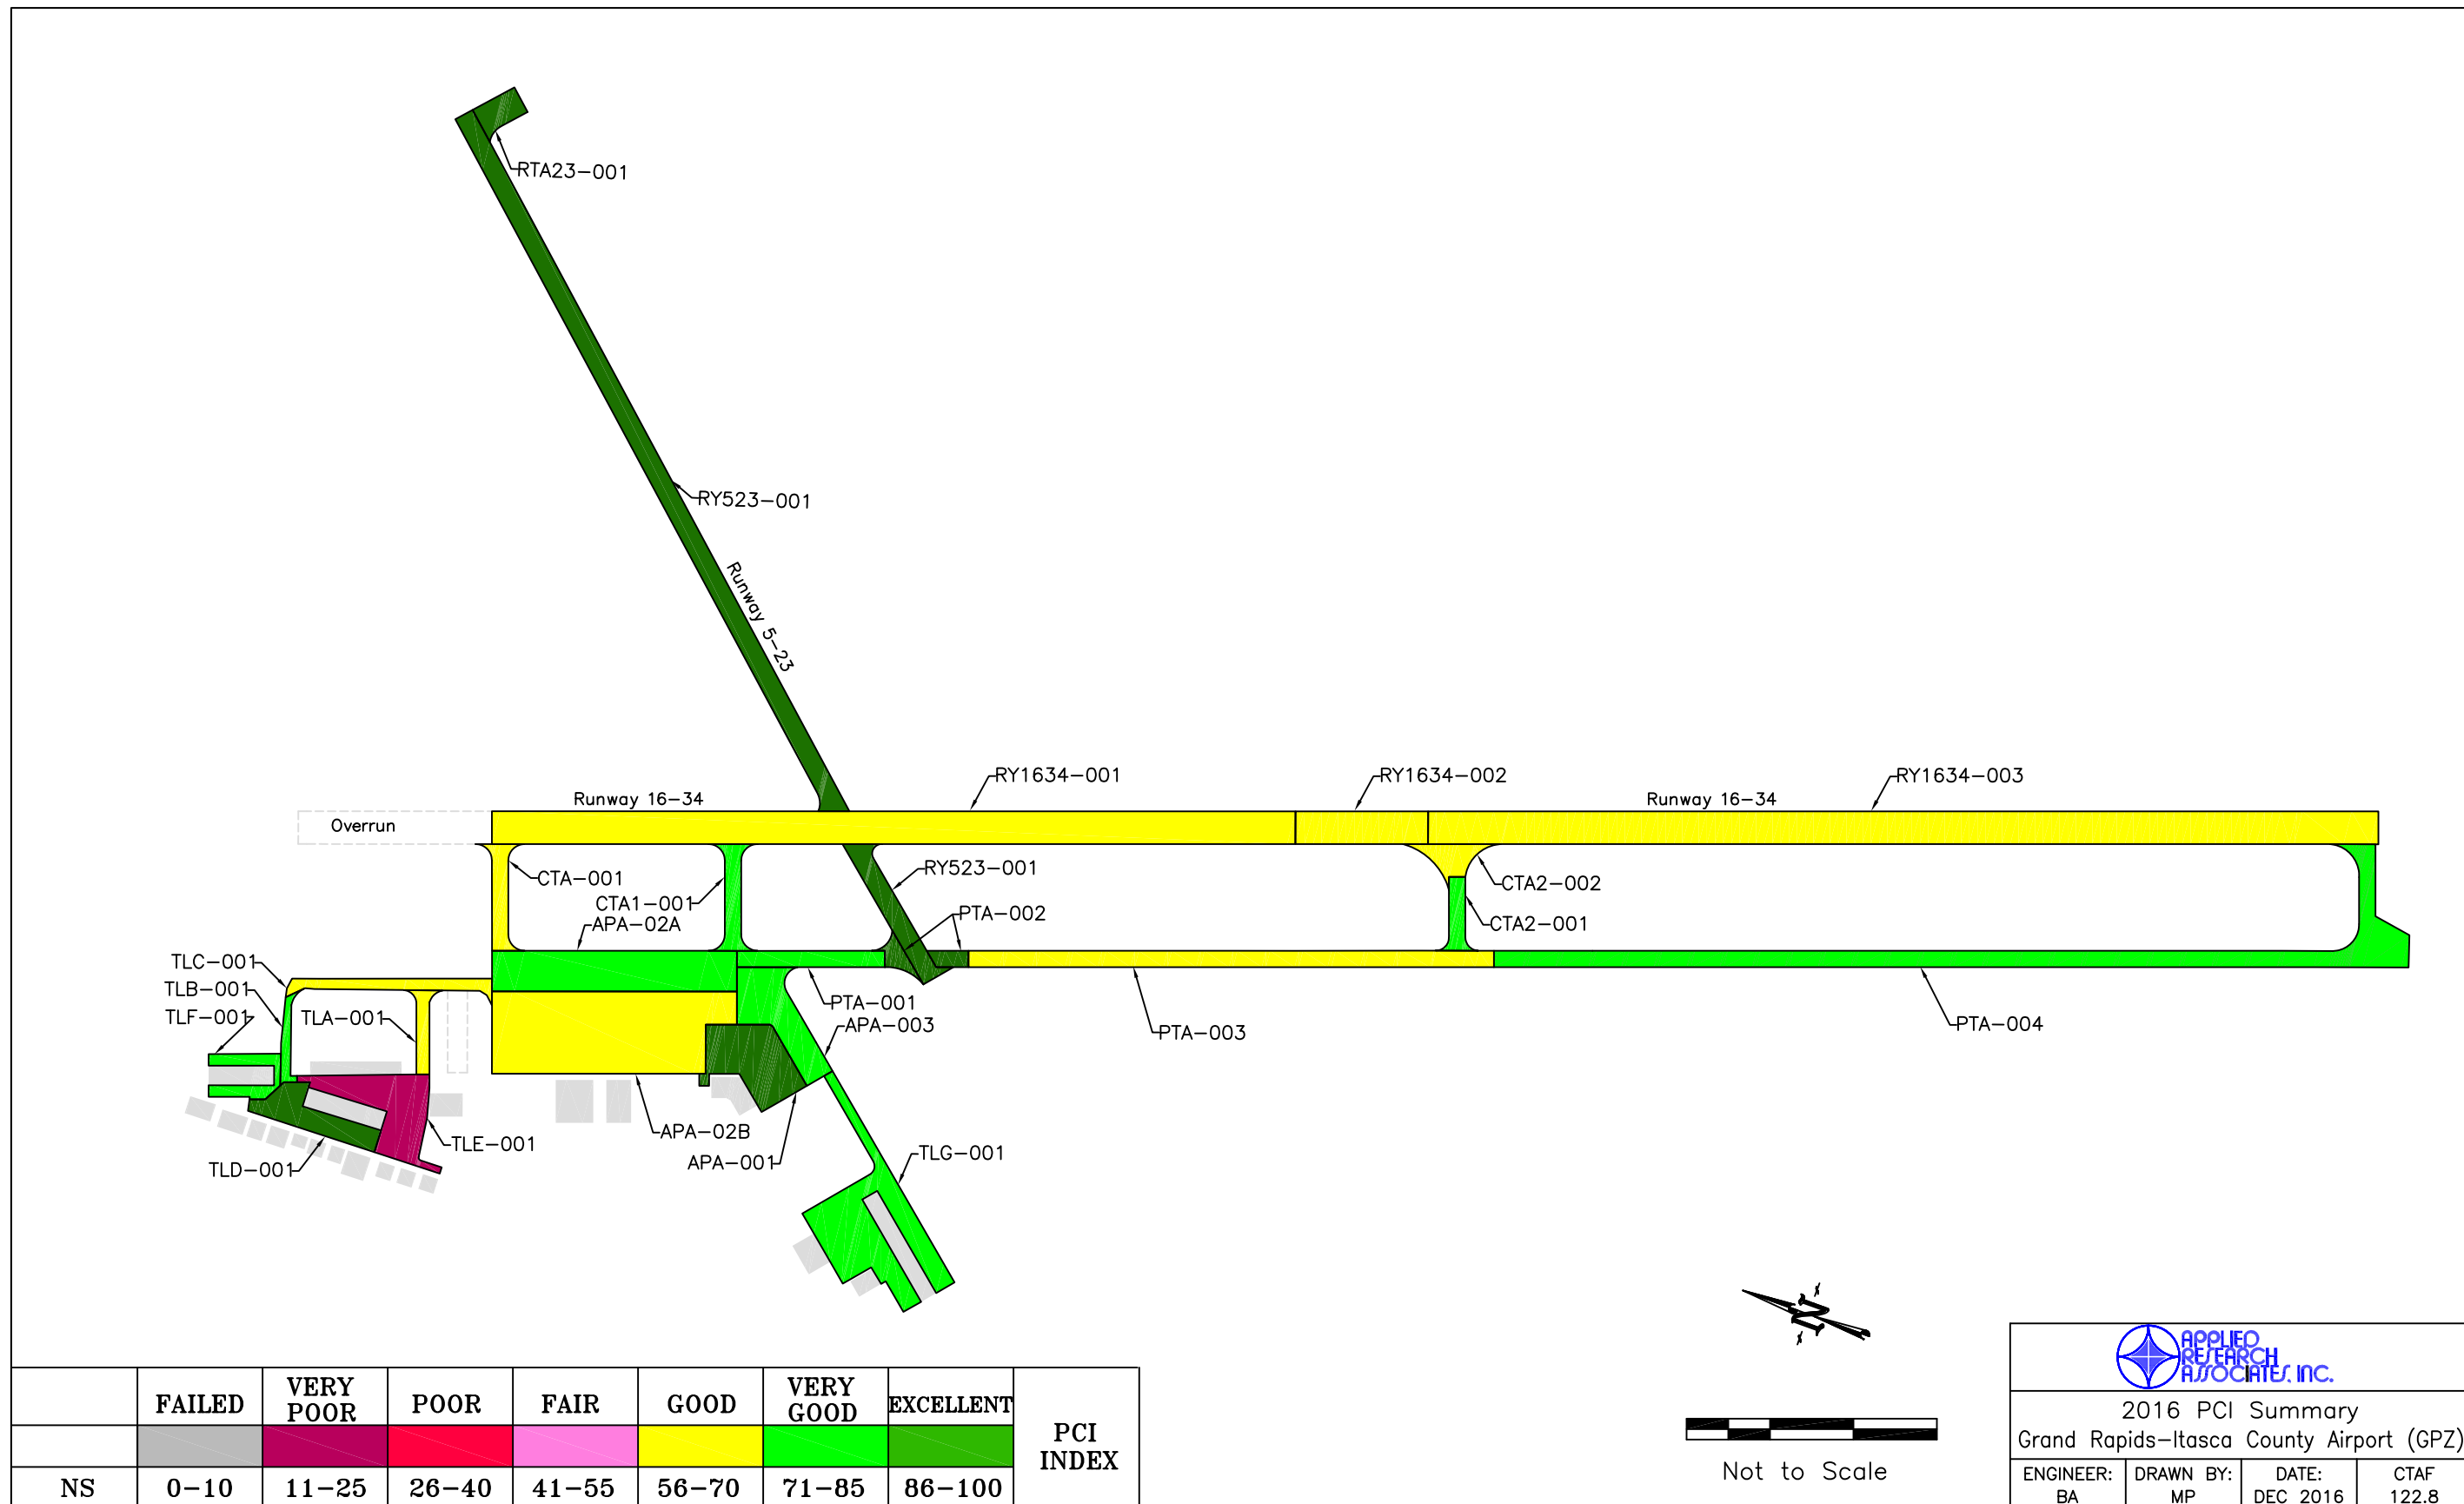 RTA23-001
RY523-001
Runway 5-23
RY1634-001
RY1634-002
RY1634-003
Runway 16-34
Runway 16-34
Overrun
CTA-001
CTA1-001
APA-02A
RY523-001
PTA-002
CTA2-002
CTA2-001
TLC-001
TLB-001
TLF-001
TLA-001
PTA-001
APA-003
PTA-003
PTA-004
TLE-001
TLD-001
APA-02B
APA-001
TLG-001
N
Not to Scale
FAILED
VERY
POOR
POOR
FAIR
GOOD
VERY
GOOD
EXCELLENT
PCI
INDEX
NS
0-10
11-25
26-40
41-55
56-70
71-85
86-100
APPLIED
RESEARCH
ASSOCIATES, INC.
2016 PCI Summary
Grand Rapids-Itasca County Airport (GPZ)
ENGINEER:
BA
DRAWN BY:
MP
DATE:
DEC 2016
CTAF
122.8